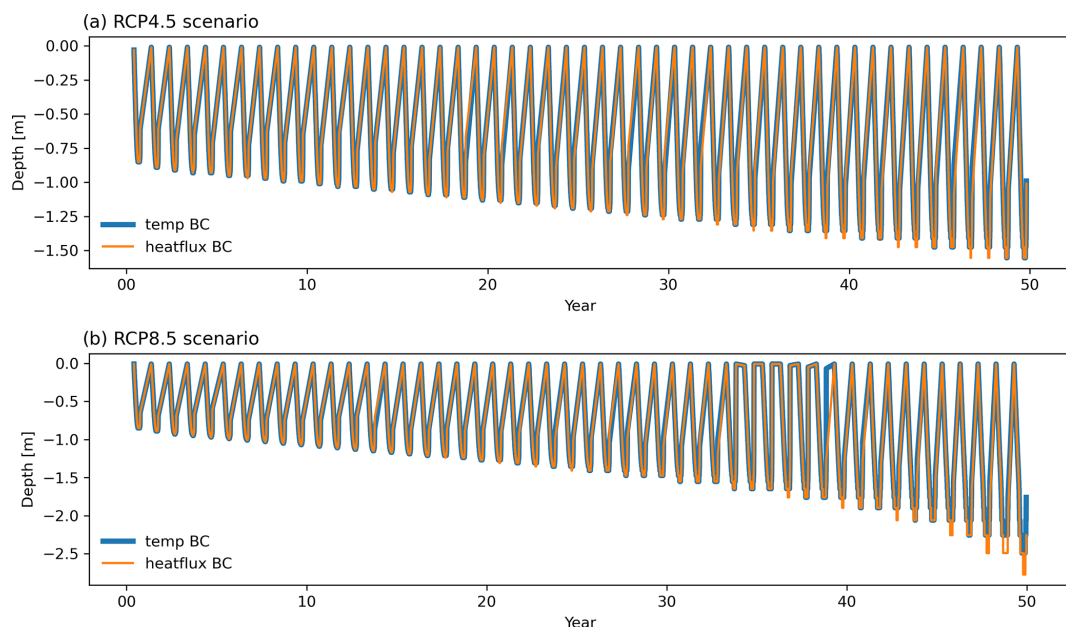 (a) RCP4.5 scenario
0.00
−0.25
−0.50
−0.75
−1.00
−1.25
−1.50
Depth [m]
temp BC
heatflux BC
00 10 20 30 40 50
Year
(b) RCP8.5 scenario
0.0
−0.5
−1.0
−1.5
−2.0
−2.5
Depth [m]
temp BC
heatflux BC
00 10 20 30 40 50
Year